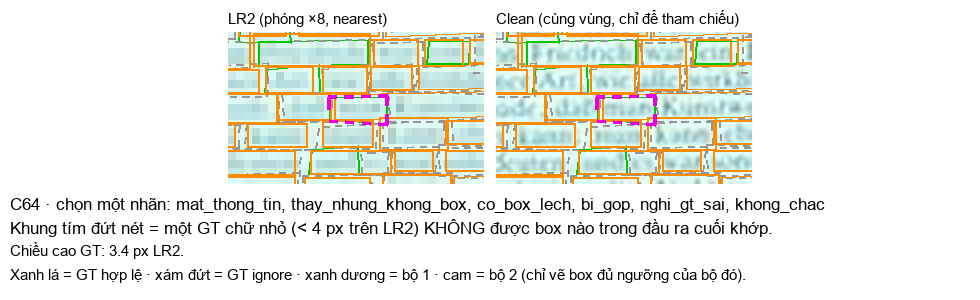 LR2 (phóng ×8, nearest)
Clean (cùng vùng, chỉ để tham chiếu)
C64 · chọn một nhãn: mat_thong_tin, thay_nhung_khong_box, co_box_lech, bi_gop, nghi_gt_sai, khong_chac
Khung tím đứt nét = một GT chữ nhỏ (< 4 px trên LR2) KHÔNG được box nào trong đầu ra cuối khớp.
Chiều cao GT: 3.4 px LR2.
Xanh lá = GT hợp lệ · xám đứt = GT ignore · xanh dương = bộ 1 · cam = bộ 2 (chỉ vẽ box đủ ngưỡng của bộ đó).